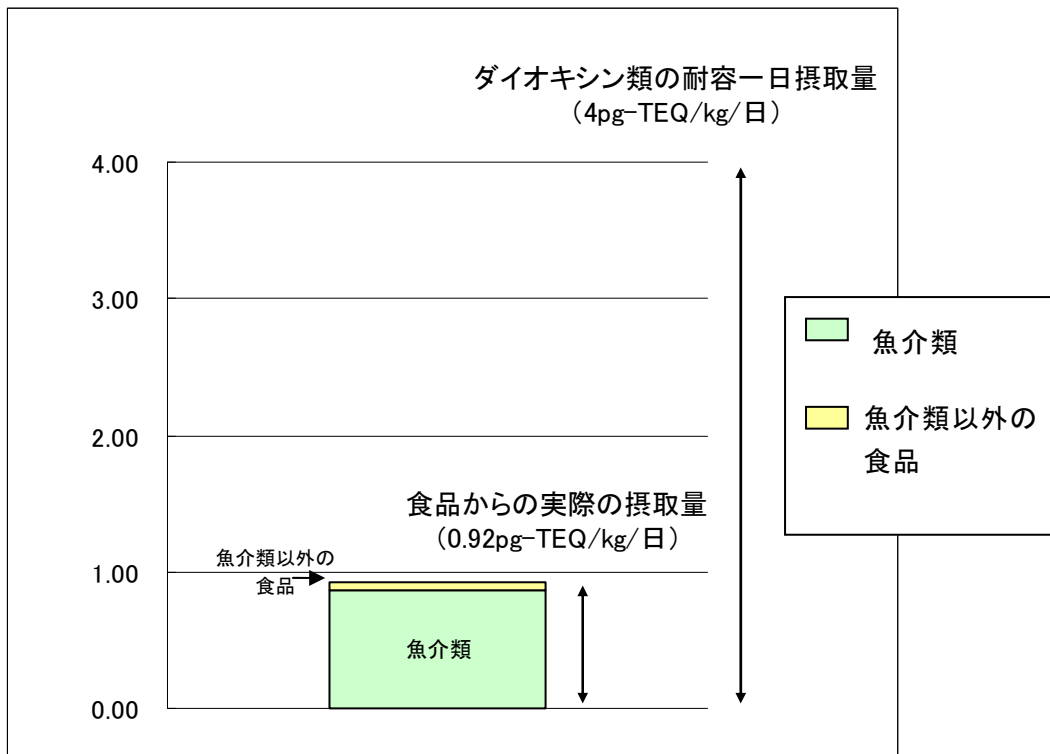 ダイオキシン類の耐容一日摂取量
（4pg-TEQ/kg/日）
4.00
3.00
2.00
1.00
0.00
魚介類
魚介類以外の
食品
食品からの実際の摂取量
（0.92pg-TEQ/kg/日）
魚介類以外の
食品
魚介類